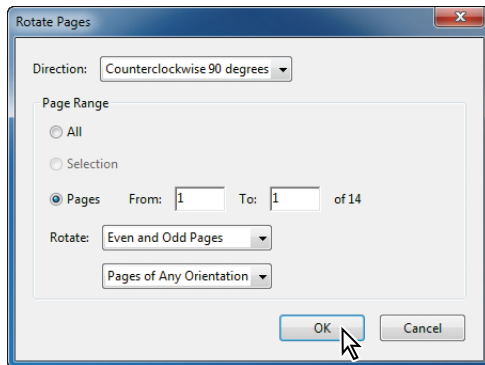 Rotate Pages
x
Direction: Counterclockwise 90 degrees
Page Range
All
Selection
Pages From: 1 To: 1 of 14
Rotate: Even and Odd Pages
Pages of Any Orientation
OK Cancel